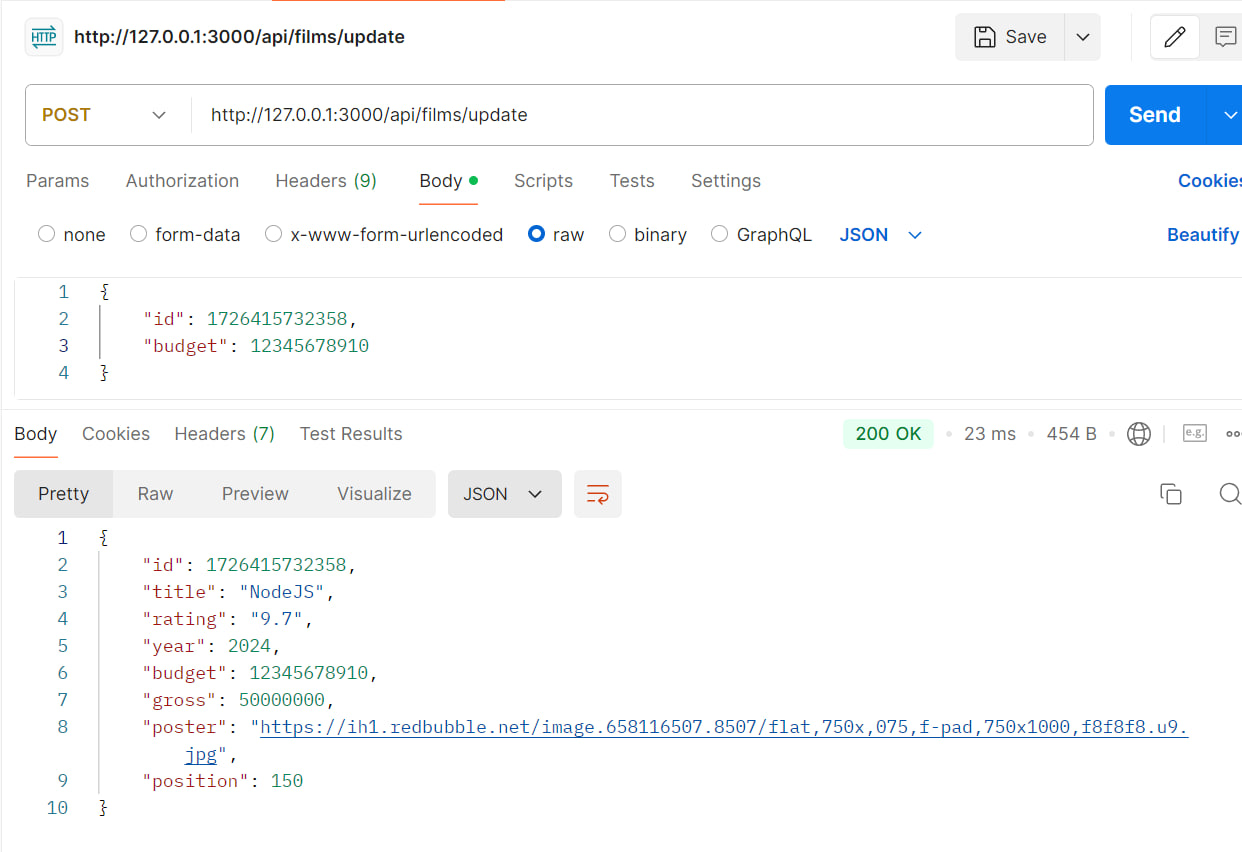 HTTP http://127.0.0.1:3000/api/films/update Save
POST http://127.0.0.1:3000/api/films/update Send
Params Authorization Headers (9) Body Scripts Tests Settings Cookies
none form-data x-www-form-urlencoded raw binary GraphQL JSON Beautify
1 {
2 "id": 1726415732358,
3 "budget": 12345678910
4 }
Body Cookies Headers (7) Test Results 200 OK 23 ms 454 B e.g.
Pretty Raw Preview Visualize JSON
1 {
2 "id": 1726415732358,
3 "title": "NodeJS",
4 "rating": "9.7",
5 "year": 2024,
6 "budget": 12345678910,
7 "gross": 50000000,
8 "poster": "https://ih1.redbubble.net/image.658116507.8507/flat,750x,075,f-pad,750x1000,f8f8f8.u9.
jpg",
9 "position": 150
10 }